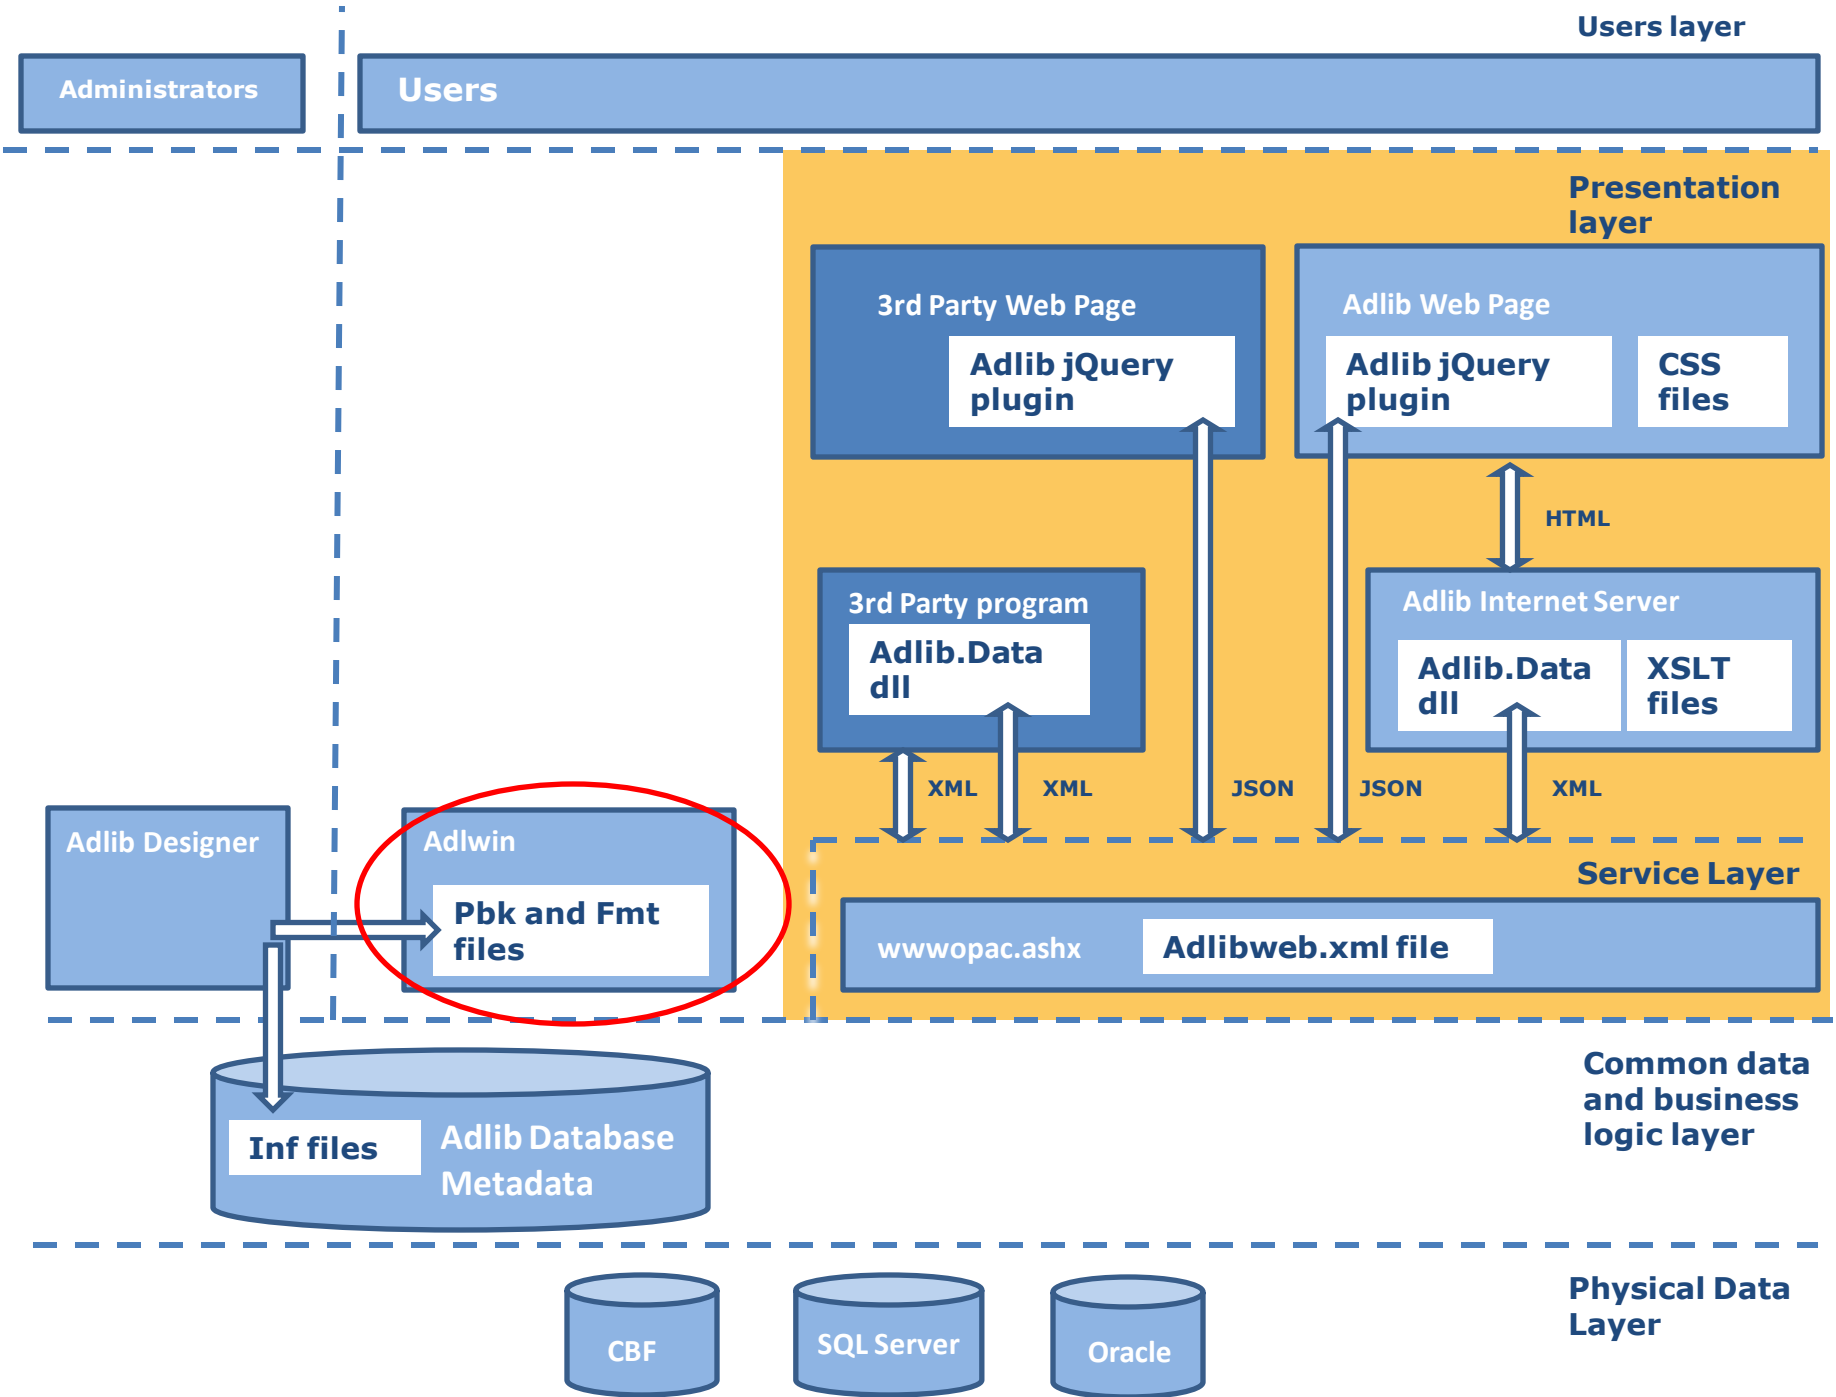 Users layer
Administrators
Users
Presentation
layer
3rd Party Web Page
Adlib jQuery
plugin
Adlib Web Page
Adlib jQuery
plugin
CSS
files
HTML
3rd Party program
Adlib.Data
dll
Adlib Internet Server
Adlib.Data
dll
XSLT
files
XML
XML
JSON
JSON
XML
Adlib Designer
Adlwin
Pbk and Fmt
files
Service Layer
wwwopac.ashx
Adlibweb.xml file
Common data
and business
logic layer
Inf files
Adlib Database
Metadata
Physical Data
Layer
CBF
SQL Server
Oracle